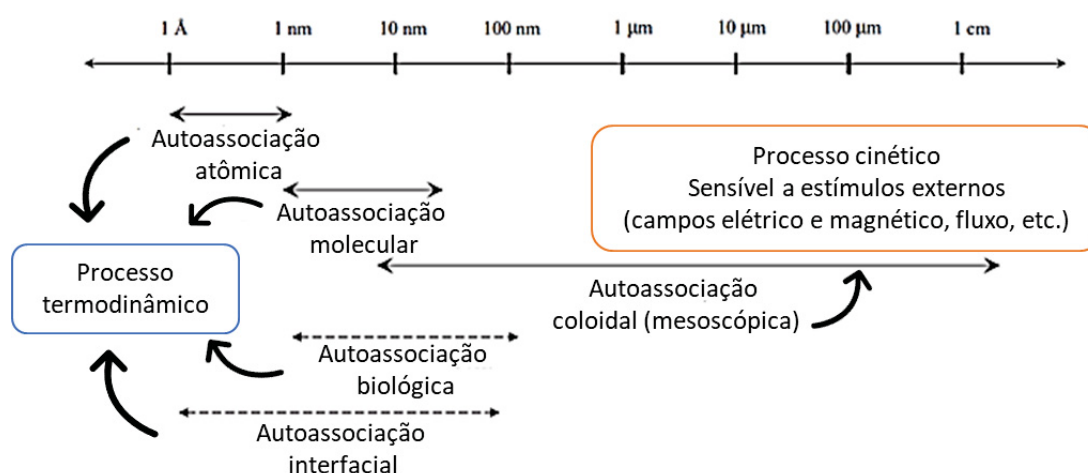 1 Å 1 nm 10 nm 100 nm 1 μm 10 μm 100 μm 1 cm
Autoassociação
atômica
Processo cinético
Sensível a estímulos externos
(campos elétrico e magnético, fluxo, etc.)
Autoassociação
molecular
Processo
termodinâmico
Autoassociação
coloidal (mesoscópica)
Autoassociação
biológica
Autoassociação
interfacial